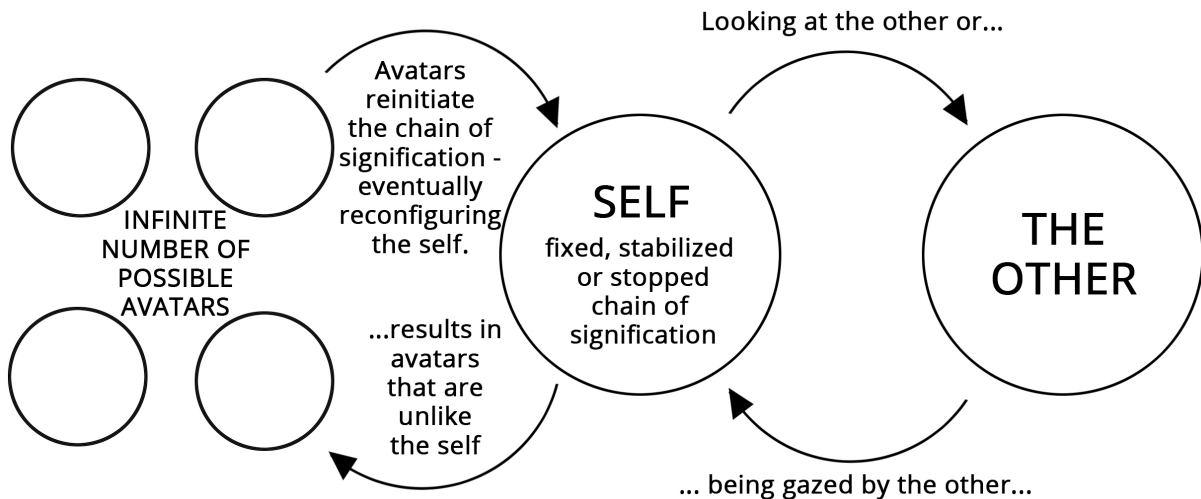 Looking at the other or...
Avatars
reinitiate
the chain of
signification -
eventually
reconfiguring
the self.
INFINITE
NUMBER OF
POSSIBLE
AVATARS
SELF
fixed, stabilized
or stopped
chain of
signification
THE
OTHER
... being gazed by the other...
...results in
avatars
that are
unlike
the self